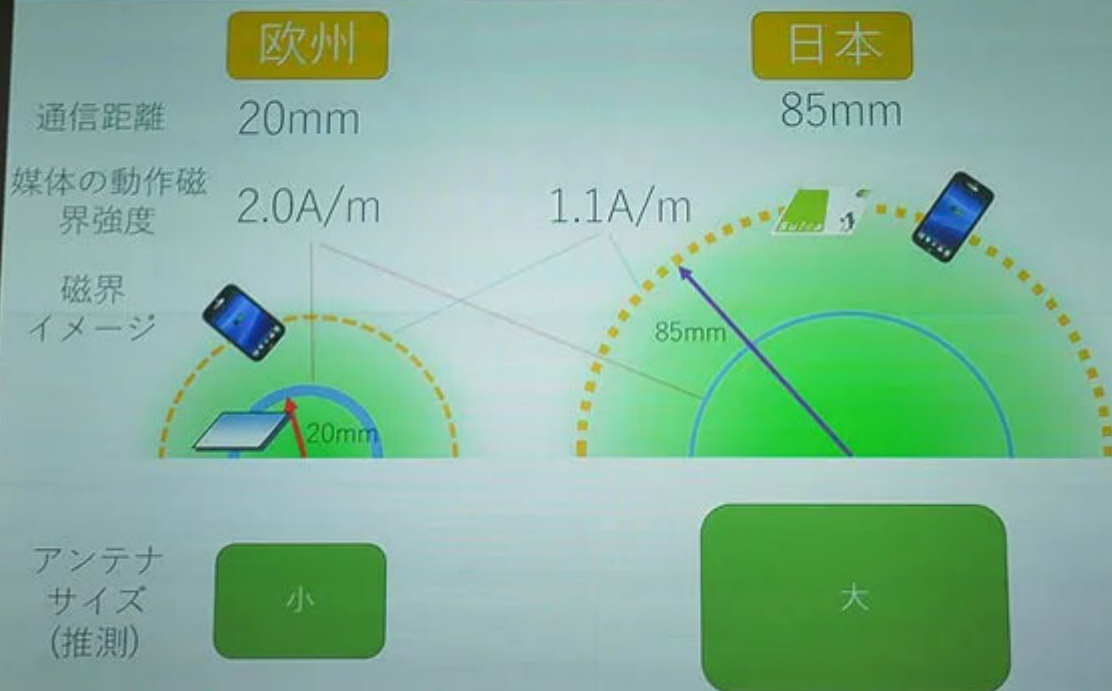 欧州
日本
通信距離
20mm
85mm
媒体の動作磁
界強度
2.0A/m
1.1A/m
Suica
磁界
イメージ
85mm
20mm
アンテナ
サイズ
(推測)
小
大